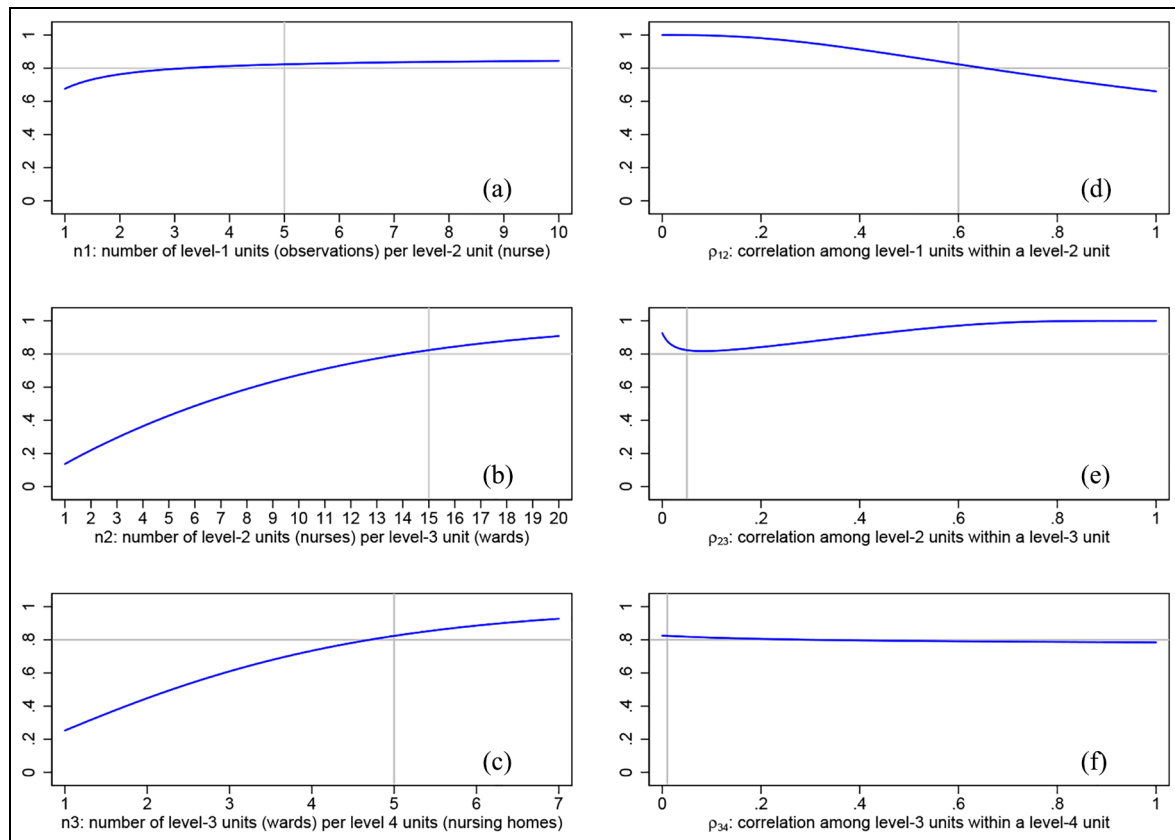 1
.8
.6
.4
.2
0
(a)
1 2 3 4 5 6 7 8 9 10
n1: number of level-1 units (observations) per level-2 unit (nurse)
1
.8
.6
.4
.2
0
(d)
0 .2 .4 .6 .8 1
ρ12: correlation among level-1 units within a level-2 unit
1
.8
.6
.4
.2
0
(b)
1 2 3 4 5 6 7 8 9 10 11 12 13 14 15 16 17 18 19 20
n2: number of level-2 units (nurses) per level-3 unit (wards)
1
.8
.6
.4
.2
0
(e)
0 .2 .4 .6 .8 1
ρ23: correlation among level-2 units within a level-3 unit
1
.8
.6
.4
.2
0
(c)
1 2 3 4 5 6 7
n3: number of level-3 units (wards) per level 4 units (nursing homes)
1
.8
.6
.4
.2
0
(f)
0 .2 .4 .6 .8 1
ρ34: correlation among level-3 units within a level-4 unit